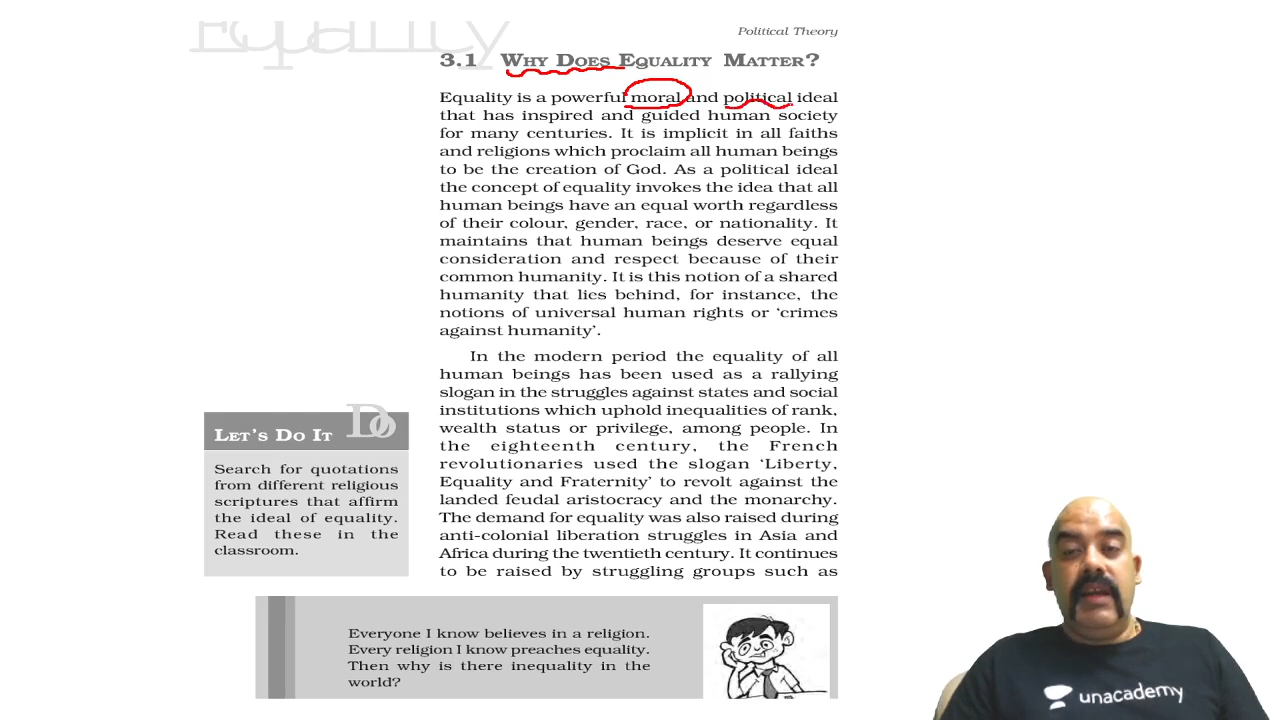 Equality
Political Theory
3.1 WHY DOES EQUALITY MATTER?
Equality is a powerful moral and political ideal
that has inspired and guided human society
for many centuries. It is implicit in all faiths
and religions which proclaim all human beings
to be the creation of God. As a political ideal
the concept of equality invokes the idea that all
human beings have an equal worth regardless
of their colour, gender, race, or nationality. It
maintains that human beings deserve equal
consideration and respect because of their
common humanity. It is this notion of a shared
humanity that lies behind, for instance, the
notions of universal human rights or ‘crimes
against humanity’.
In the modern period the equality of all
human beings has been used as a rallying
slogan in the struggles against states and social
institutions which uphold inequalities of rank,
wealth status or privilege, among people. In
the eighteenth century, the French
revolutionaries used the slogan ‘Liberty,
Equality and Fraternity’ to revolt against the
landed feudal aristocracy and the monarchy.
The demand for equality was also raised during
anti-colonial liberation struggles in Asia and
Africa during the twentieth century. It continues
to be raised by struggling groups such as
Do
LET’S DO IT
Search for quotations
from different religious
scriptures that affirm
the ideal of equality.
Read these in the
classroom.
Everyone I know believes in a religion.
Every religion I know preaches equality.
Then why is there inequality in the
world?
unacademy